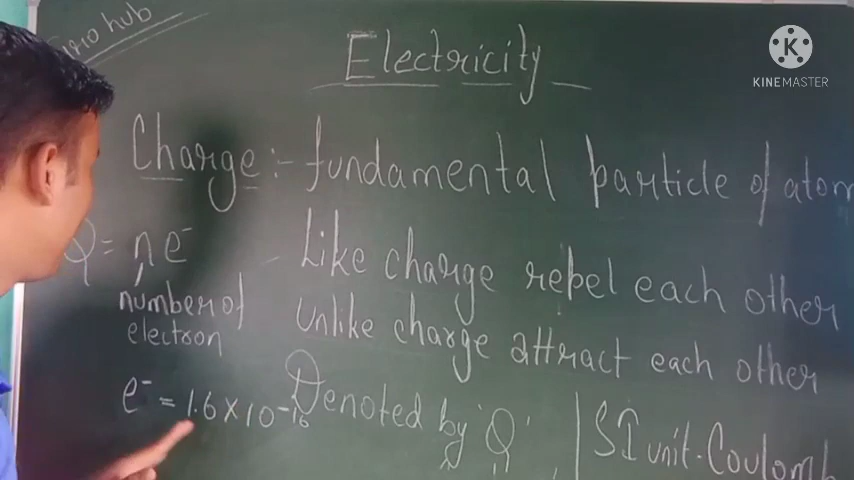 hub
Electricity
KINEMASTER
Charge :- fundamental particle of atom
Q = ne⁻
- Like charge repel each other
number of
electron
unlike charge attract each other
e⁻ = 1.6 × 10⁻¹⁶
Denoted by 'Q' | SI unit - Coulomb